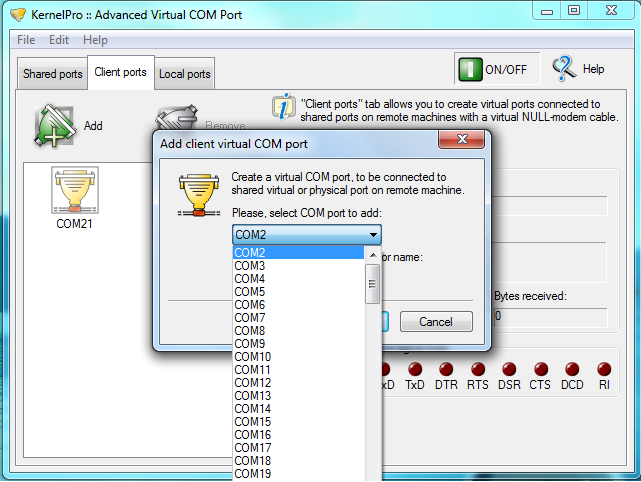 KernelPro :: Advanced Virtual COM Port
File Edit Help
Shared ports
Client ports
Local ports
ON/OFF
Help
Add
Remove
"Client ports" tab allows you to create virtual ports connected to
shared ports on remote machines with a virtual NULL-modem cable.
COM21
Add client virtual COM port
Create a virtual COM port, to be connected to
shared virtual or physical port on remote machine.
Please, select COM port to add:
COM2
or name:
COM2
COM3
COM4
COM5
COM6
COM7
COM8
COM9
COM10
COM11
COM12
COM13
COM14
COM15
COM16
COM17
COM18
COM19
Cancel
Bytes received:
0
TxD DTR RTS DSR CTS DCD RI